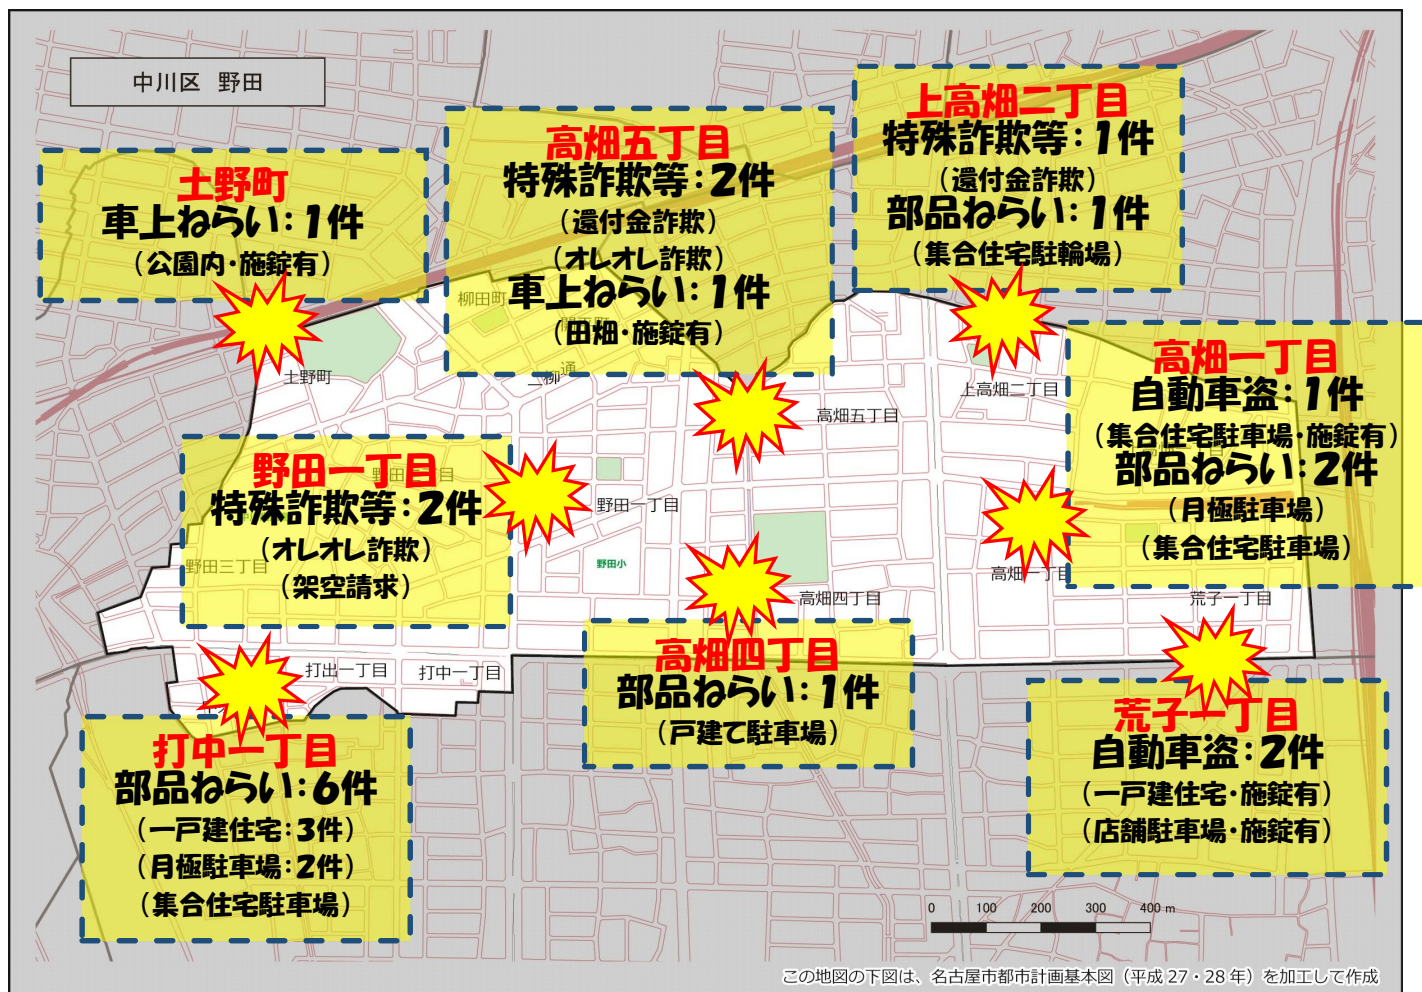 中川区 野田
上高畑二丁目
特殊詐欺等：1件
（還付金詐欺）
部品ねらい：1件
（集合住宅駐輪場）
高畑五丁目
特殊詐欺等：2件
（還付金詐欺）
（オレオレ詐欺）
車上ねらい：1件
（田畑・施錠有）
土野町
車上ねらい：1件
（公園内・施錠有）
柳田町
土野町
二柳
通
上高畑二丁目
高畑五丁目
高畑一丁目
自動車盗：1件
（集合住宅駐車場・施錠有）
部品ねらい：2件
（月極駐車場）
（集合住宅駐車場）
野田一丁目
特殊詐欺等：2件
（オレオレ詐欺）
（架空請求）
野田一丁目
野田三丁目
野田小
高畑一丁目
高畑四丁目
荒子一丁目
打出一丁目
打中一丁目
高畑四丁目
部品ねらい：1件
（戸建て駐車場）
荒子一丁目
自動車盗：2件
（一戸建住宅・施錠有）
（店舗駐車場・施錠有）
打中一丁目
部品ねらい：6件
（一戸建住宅：3件）
（月極駐車場：2件）
（集合住宅駐車場）
0 100 200 300 400 m
この地図の下図は、名古屋市都市計画基本図（平成 27・28 年）を加工して作成